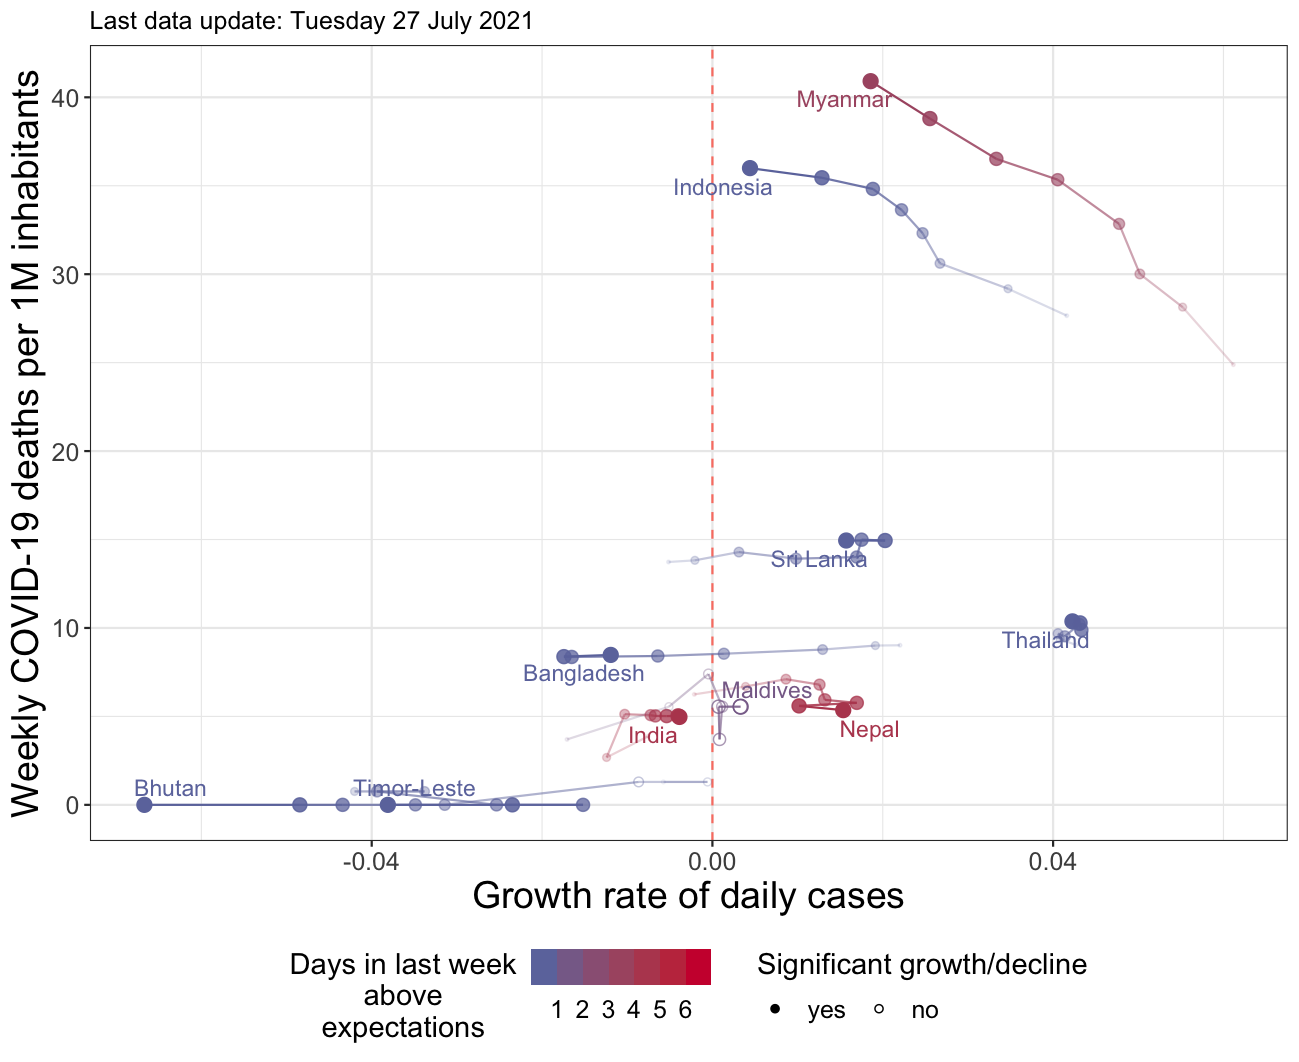 Last data update: Tuesday 27 July 2021
Weekly COVID-19 deaths per 1M inhabitants
40
30
20
10
0
Myanmar
Indonesia
Sri Lanka
Thailand
Bangladesh
Maldives
India
Nepal
Bhutan
Timor-Leste
-0.04
0.00
0.04
Growth rate of daily cases
Days in last week
above
expectations
1 2 3 4 5 6
Significant growth/decline
yes
no